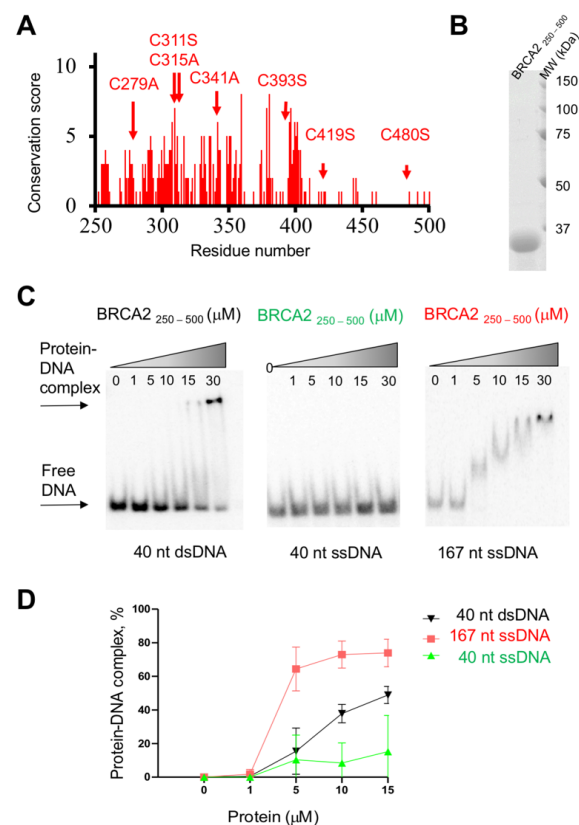 A
C311S
C315A
C279A
C341A
C393S
C419S
C480S
10
5
0
Conservation score
250
300
350
400
450
500
Residue number
B
BRCA2 250–500
MW (kDa)
150
100
75
50
37
C
BRCA2 250 – 500 (μM)
BRCA2 250 – 500 (μM)
BRCA2 250 – 500 (μM)
Protein-
DNA
complex
Free
DNA
0 1 5 10 15 30
0 1 5 10 15 30
0 1 5 10 15 30
40 nt dsDNA
40 nt ssDNA
167 nt ssDNA
D
Protein-DNA complex, %
100
80
60
40
20
0
0
1
5
10
15
Protein (μM)
40 nt dsDNA
167 nt ssDNA
40 nt ssDNA